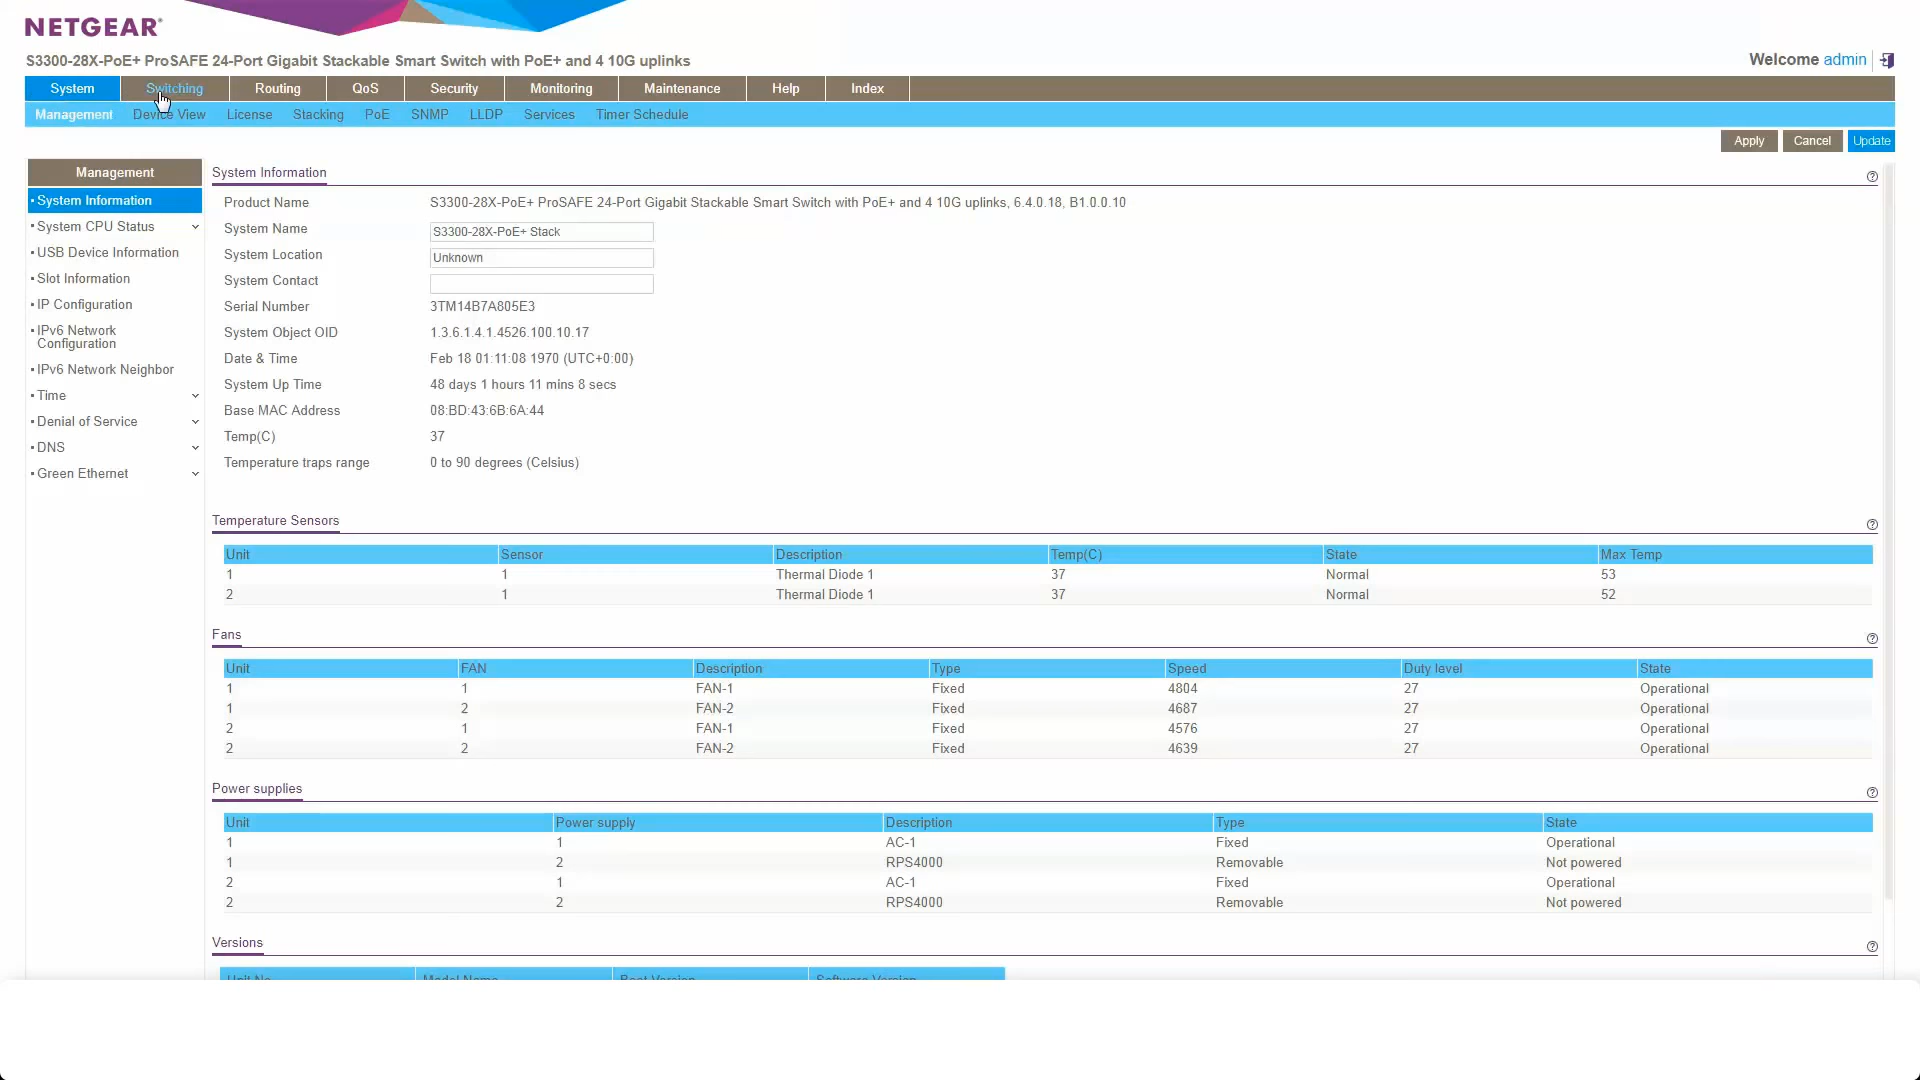 NETGEAR®
S3300-28X-PoE+ ProSAFE 24-Port Gigabit Stackable Smart Switch with PoE+ and 4 10G uplinks
Welcome admin
System Switching Routing QoS Security Monitoring Maintenance Help Index
Management Device View License Stacking PoE SNMP LLDP Services Timer Schedule
Apply Cancel Update
Management
System Information
System CPU Status
USB Device Information
Slot Information
IP Configuration
IPv6 Network
Configuration
IPv6 Network Neighbor
Time
Denial of Service
DNS
Green Ethernet
System Information
Product Name S3300-28X-PoE+ ProSAFE 24-Port Gigabit Stackable Smart Switch with PoE+ and 4 10G uplinks, 6.4.0.18, B1.0.0.10
System Name S3300-28X-PoE+ Stack
System Location Unknown
System Contact
Serial Number 3TM14B7A805E3
System Object OID 1.3.6.1.4.1.4526.100.10.17
Date & Time Feb 18 01:11:08 1970 (UTC+0:00)
System Up Time 48 days 1 hours 11 mins 8 secs
Base MAC Address 08:BD:43:6B:6A:44
Temp(C) 37
Temperature traps range 0 to 90 degrees (Celsius)
Temperature Sensors
Unit Sensor Description Temp(C) State Max Temp
1 1 Thermal Diode 1 37 Normal 53
2 1 Thermal Diode 1 37 Normal 52
Fans
Unit FAN Description Type Speed Duty level State
1 1 FAN-1 Fixed 4804 27 Operational
1 2 FAN-2 Fixed 4687 27 Operational
2 1 FAN-1 Fixed 4576 27 Operational
2 2 FAN-2 Fixed 4639 27 Operational
Power supplies
Unit Power supply Description Type State
1 1 AC-1 Fixed Operational
1 2 RPS4000 Removable Not powered
2 1 AC-1 Fixed Operational
2 2 RPS4000 Removable Not powered
Versions
Unit No Model Name Boot Version Software Version